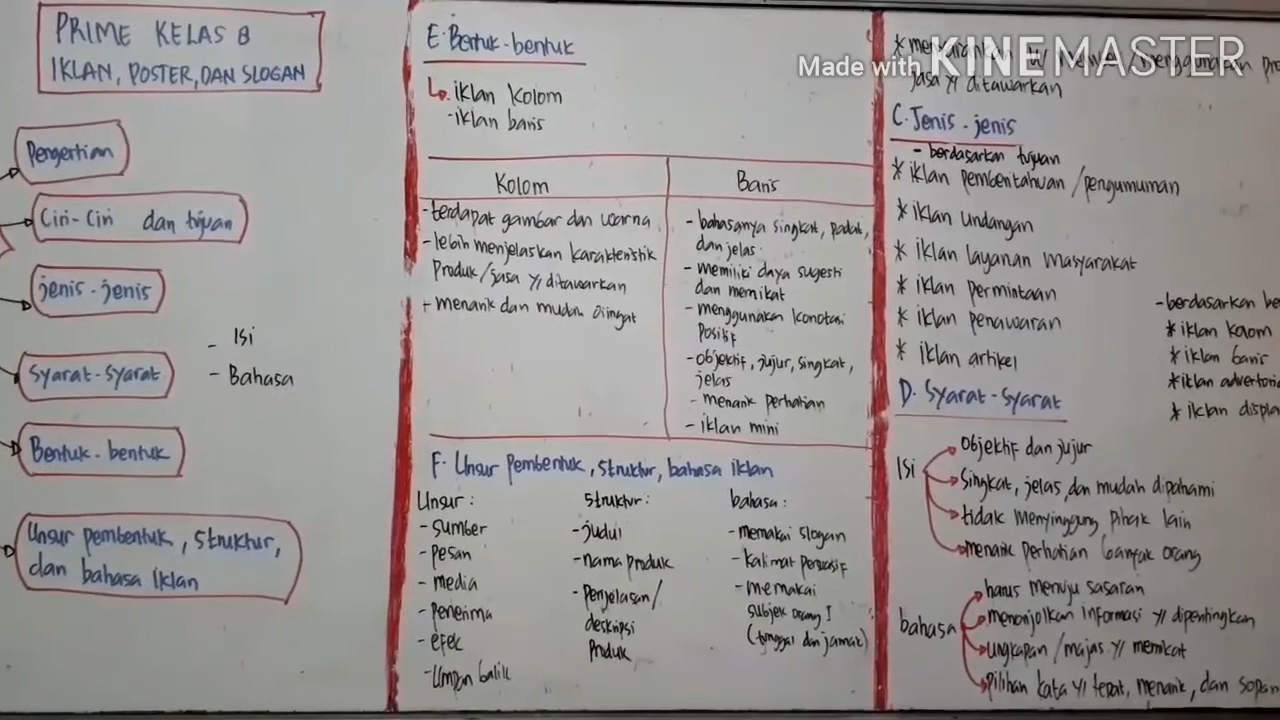 PRIME KELAS 8
IKLAN, POSTER, DAN SLOGAN
Pengertian
Ciri-Ciri dan tujuan
jenis-jenis
Syarat-Syarat
- Isi
- Bahasa
Bentuk-bentuk
Unsur pembentuk, struktur,
dan bahasa iklan
E. Bentuk-bentuk
iklan kolom
- iklan baris
Kolom
- terdapat gambar dan warna
- lebih menjelaskan karakteristik
produk/jasa yg ditawarkan
- menarik dan mudah diingat
Baris
- bahasanya singkat, padat,
dan jelas
- memiliki daya sugesti
dan memikat
- menggunakan konotasi
positif
- objektif, jujur, singkat,
jelas
- menarik perhatian
- iklan mini
F. Unsur pembentuk, struktur, bahasa iklan
Unsur:
- sumber
- pesan
- media
- penerima
- efek
- Umpan balik
struktur:
- judul
- nama produk
- Penjelasan/
deskripsi
produk
bahasa:
- memakai slogan
- kalimat persuasif
- memakai
subjek orang I
(tunggal dan jamak)
Made with KINEMASTER
jasa yg ditawarkan
C. Jenis-jenis
- berdasarkan tujuan
* iklan pemberitahuan/pengumuman
* iklan undangan
* iklan layanan masyarakat
* iklan permintaan
* iklan penawaran
* iklan artikel
- berdasarkan be
* iklan kolom
* iklan baris
* iklan advertoria
* iklan displa
D. Syarat-syarat
Isi
Objektif dan jujur
Singkat, jelas, dan mudah dipahami
tidak menyinggung pihak lain
menarik perhatian banyak orang
bahasa
harus menuju sasaran
menonjolkan informasi yg dipentingkan
ungkapan/majas yg memikat
pilihan kata yg tepat, menarik, dan sopan